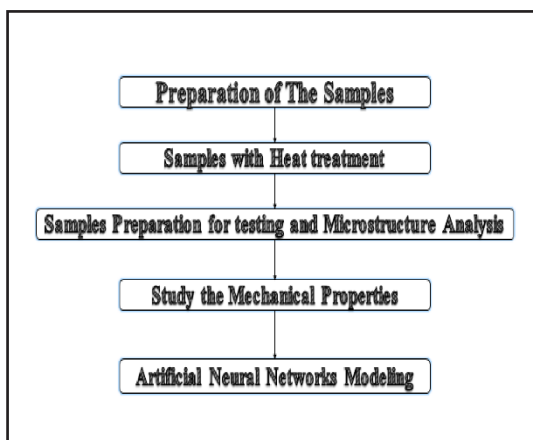 Preparation of The Samples
Samples with Heat treatment
Samples Preparation for testing and Microstructure Analysis
Study the Mechanical Properties
Artificial Neural Networks Modeling